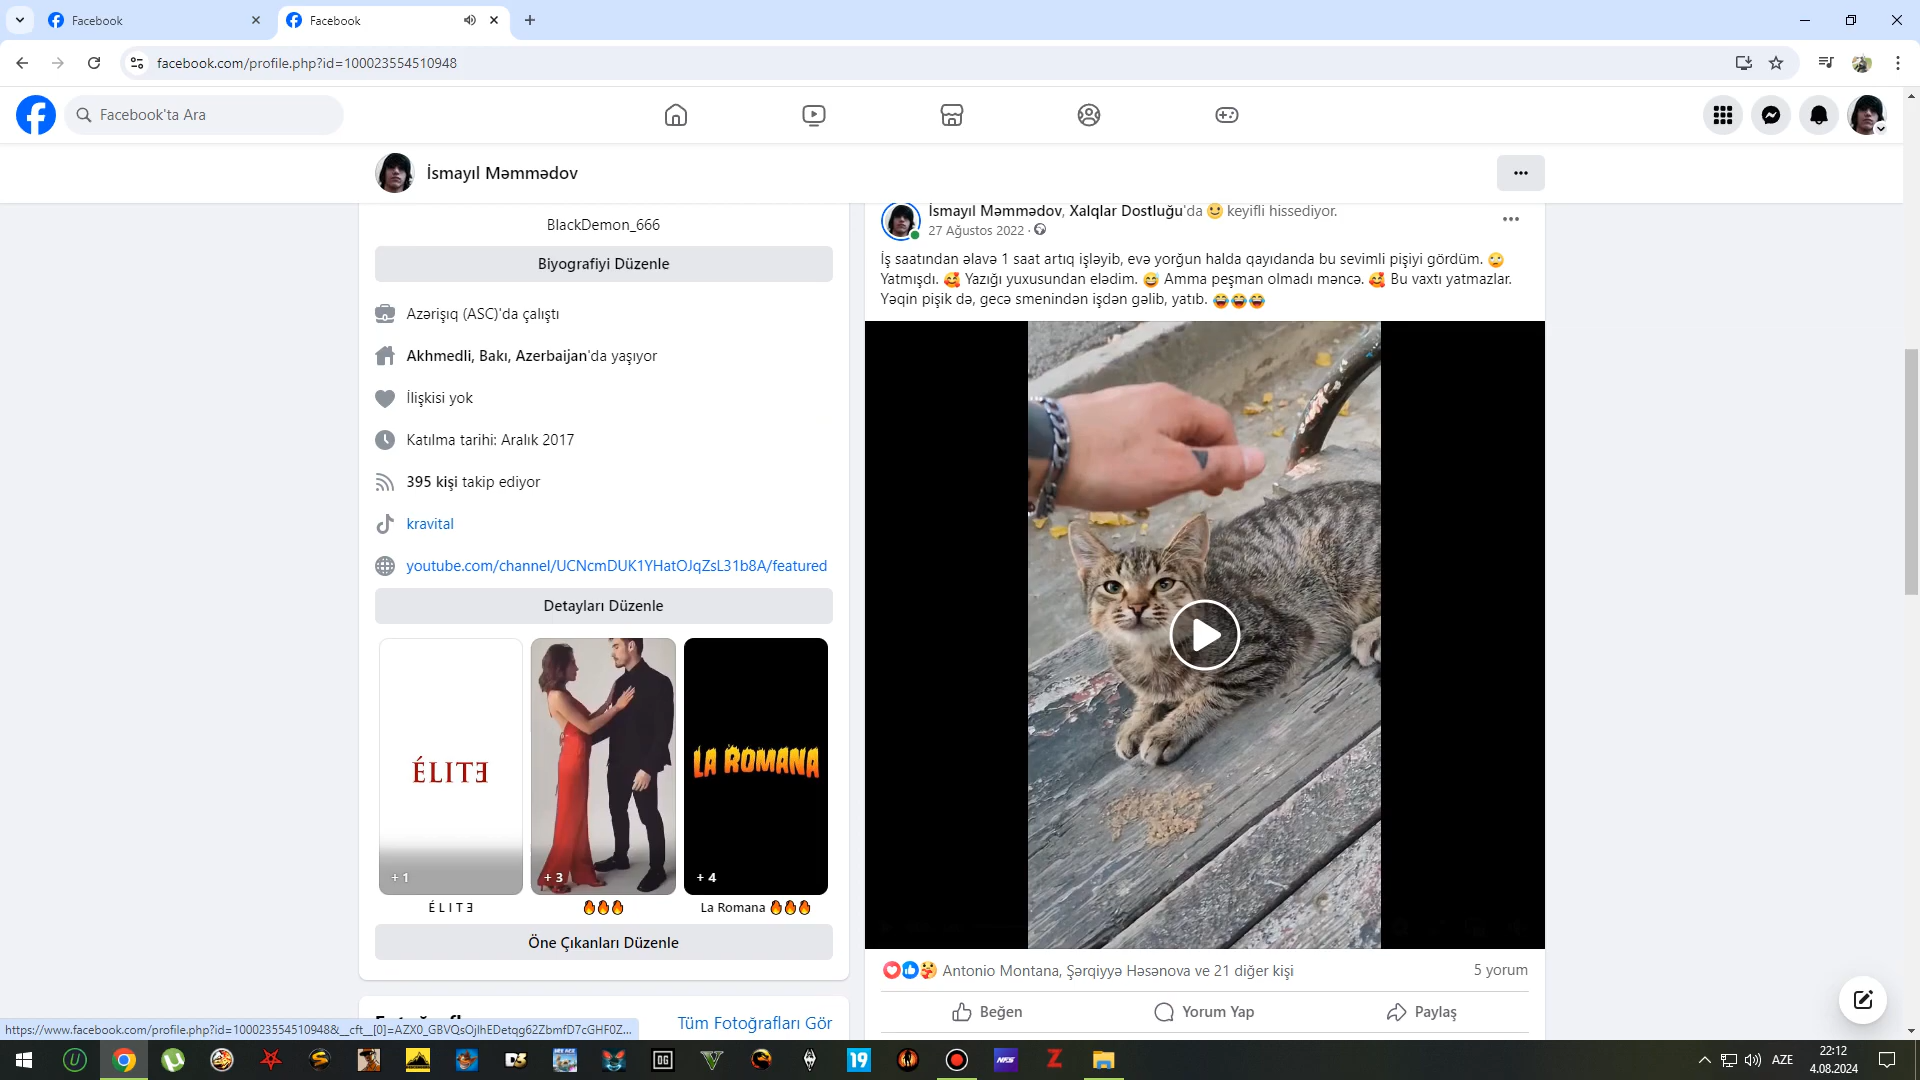 Facebook
Facebook
facebook.com/profile.php?id=100023554510948
Facebook'ta Ara
İsmayıl Məmmədov
BlackDemon_666
Biyografiyi Düzenle
Azərişıq (ASC)'da çalıştı
Akhmedli, Bakı, Azerbaijan'da yaşıyor
İlişkisi yok
Katılma tarihi: Aralık 2017
395 kişi takip ediyor
kravital
youtube.com/channel/UCNcmDUK1YHatOJqZsL31b8A/featured
Detayları Düzenle
ÉLITƎ
+ 1
+ 3
LA ROMANA
+ 4
É L I T Ǝ
🔥🔥🔥
La Romana 🔥🔥🔥
Öne Çıkanları Düzenle
Tüm Fotoğrafları Gör
İsmayıl Məmmədov, Xalqlar Dostluğu'da 🙂 keyifli hissediyor.
27 Ağustos 2022 ·
İş saatından əlavə 1 saat artıq işləyib, evə yorğun halda qayıdanda bu sevimli pişiyi gördüm. 🙄
Yatmışdı. 🥰 Yazığı yuxusundan elədim. 😅 Amma peşman olmadı məncə. 🥰 Bu vaxtı yatmazlar.
Yəqin pişik də, gecə smenindən işdən gəlib, yatıb. 😂😂😂
Antonio Montana, Şərqiyyə Həsənova ve 21 diğer kişi
5 yorum
Beğen
Yorum Yap
Paylaş
https://www.facebook.com/profile.php?id=100023554510948&__cft__[0]=AZX0_GBVQsOjlhEDetqg62ZbmfD7cGHF0Z...
D3
OG
19
NFS
AZE
22:12
4.08.2024